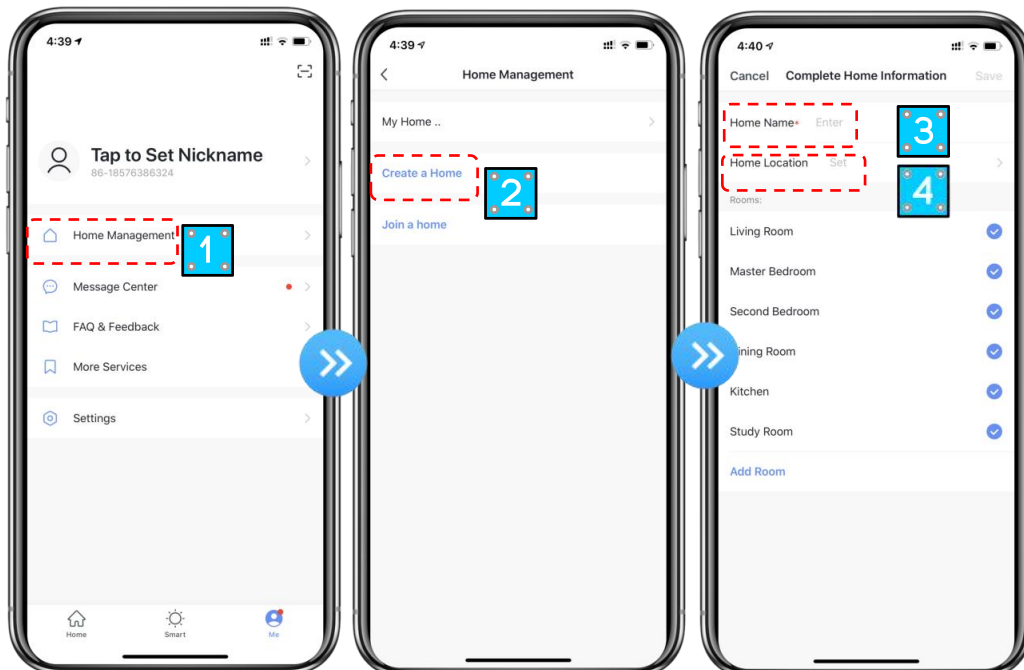 4:39
Tap to Set Nickname
86-18576386324
Home Management
1
Message Center
FAQ & Feedback
More Services
Settings
Home
Smart
Me
4:39
Home Management
My Home ..
Create a Home
2
Join a home
4:40
Cancel Complete Home Information Save
Home Name* Enter
3
Home Location Set
4
Rooms:
Living Room
Master Bedroom
Second Bedroom
ining Room
Kitchen
Study Room
Add Room